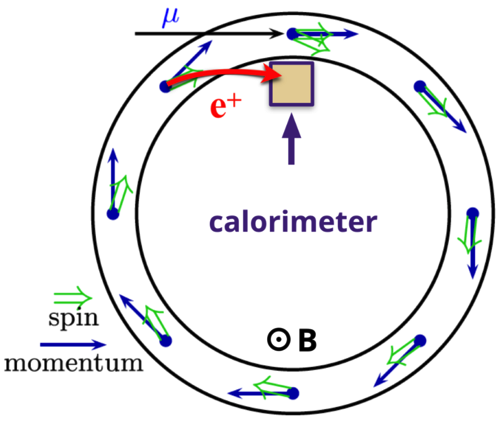 μ
e⁺
calorimeter
spin
B
momentum